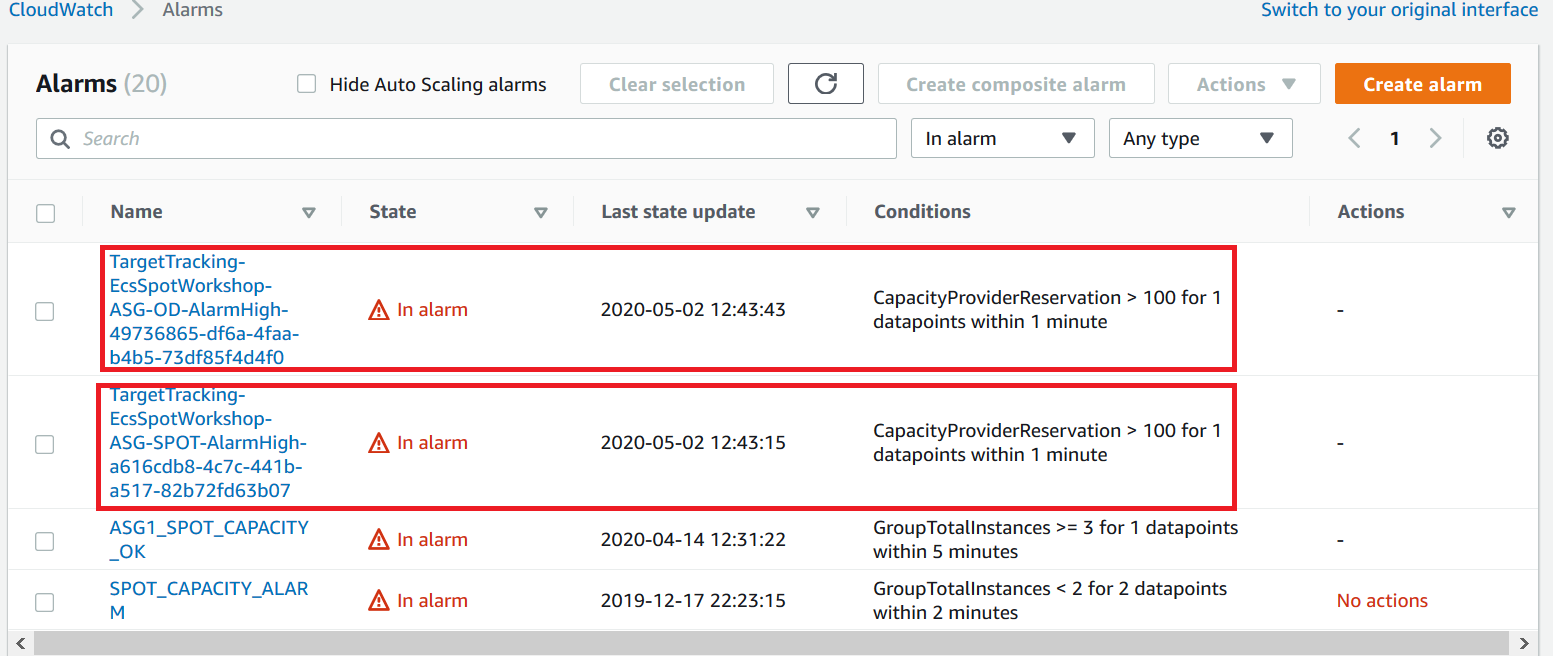 CloudWatch > Alarms
Switch to your original interface
Alarms (20)
Hide Auto Scaling alarms
Clear selection
Create composite alarm
Actions
Create alarm
Search
In alarm
Any type
1
Name
State
Last state update
Conditions
Actions
TargetTracking-
EcsSpotWorkshop-
ASG-OD-AlarmHigh-
49736865-df6a-4faa-
b4b5-73df85f4d4f0
In alarm
2020-05-02 12:43:43
CapacityProviderReservation > 100 for 1
datapoints within 1 minute
-
TargetTracking-
EcsSpotWorkshop-
ASG-SPOT-AlarmHigh-
a616cdb8-4c7c-441b-
a517-82b72fd63b07
In alarm
2020-05-02 12:43:15
CapacityProviderReservation > 100 for 1
datapoints within 1 minute
-
ASG1_SPOT_CAPACITY
_OK
In alarm
2020-04-14 12:31:22
GroupTotalInstances >= 3 for 1 datapoints
within 5 minutes
-
SPOT_CAPACITY_ALAR
M
In alarm
2019-12-17 22:23:15
GroupTotalInstances < 2 for 2 datapoints
within 2 minutes
No actions